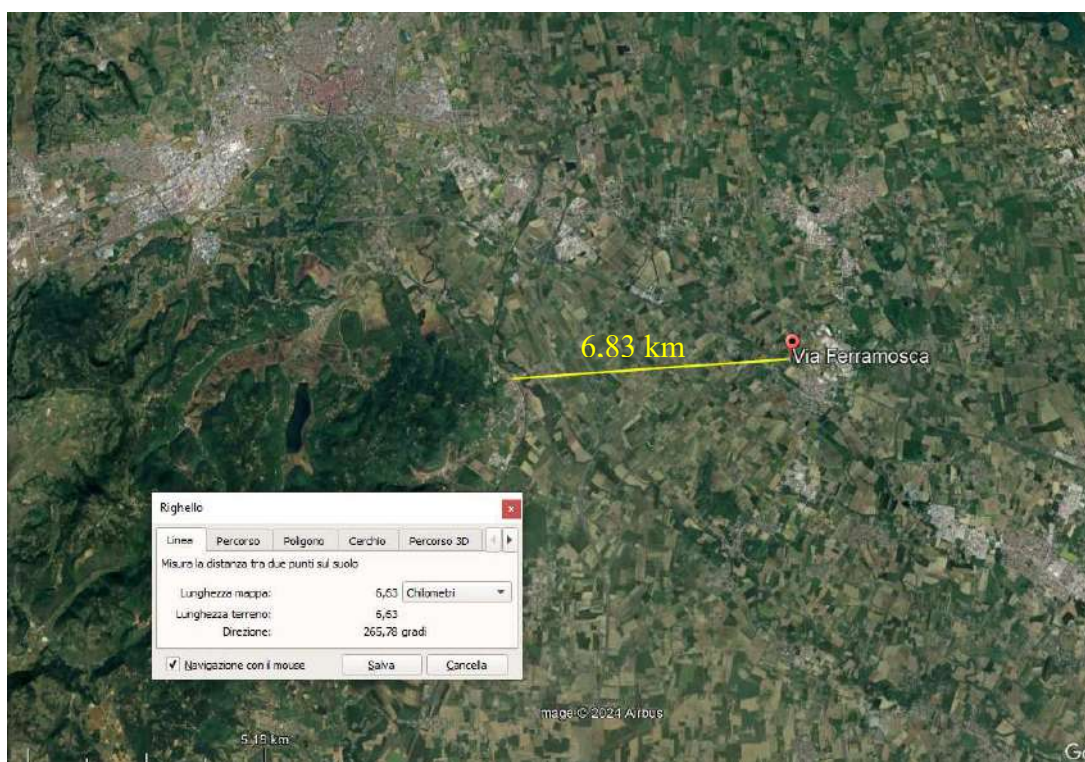 6.83 km
Via Ferramosca
Righello
Linea Percorso Poligono Cerchio Percorso 3D
Misura la distanza tra due punti sul suolo
Lunghezza mappa: 6,63 Chilometri
Lunghezza terreno: 6,63
Direzione: 265,78 gradi
Navigazione con il mouse Salva Cancella
mage © 2024 Airbus
5.19 km
Go